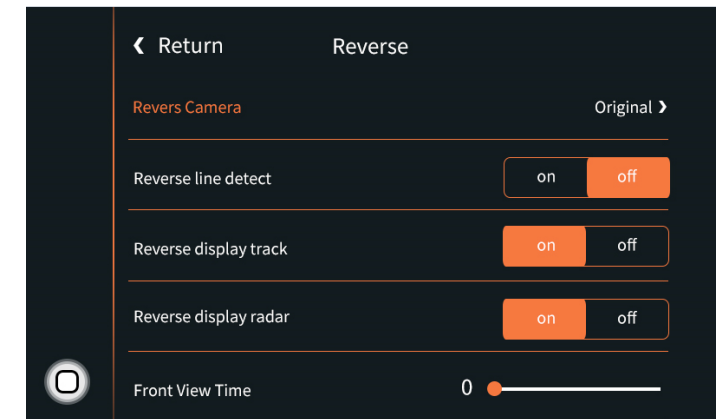 ❮ Return Reverse
Revers Camera Original ❯
Reverse line detect on off
Reverse display track on off
Reverse display radar on off
Front View Time 0